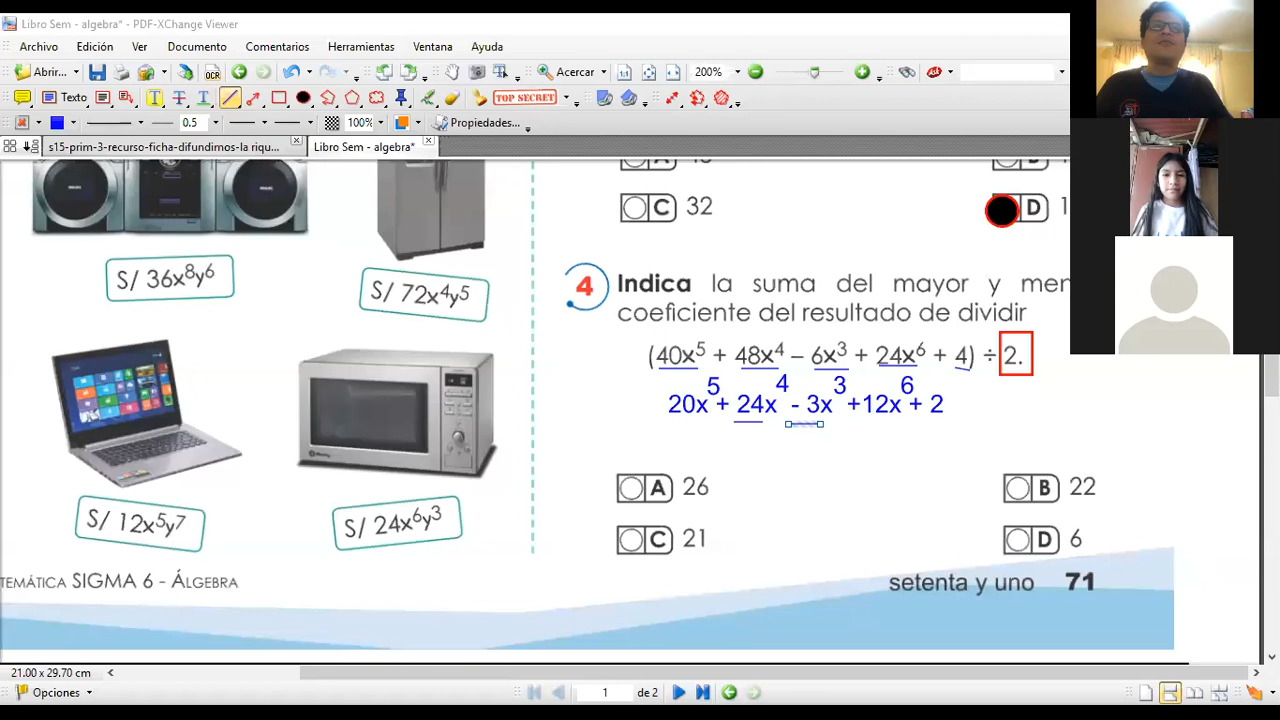 Libro Sem - algebra* - PDF-XChange Viewer
Archivo Edición Ver Documento Comentarios Herramientas Ventana Ayuda
Abrir... OCR Acercar 200%
Texto TOP SECRET
0.5 100% Propiedades...
s15-prim-3-recurso-ficha-difundimos-la riqu... Libro Sem - algebra*
S/ 36x⁸y⁶
S/ 72x⁴y⁵
S/ 12x⁵y⁷
S/ 24x⁶y³
TEMÁTICA SIGMA 6 - ÁLGEBRA
C 32
D 1
4 Indica la suma del mayor y men
coeficiente del resultado de dividir
(40x⁵ + 48x⁴ – 6x³ + 24x⁶ + 4) ÷ 2.
20x⁵ + 24x⁴ - 3x³ +12x⁶ + 2
A 26
B 22
C 21
D 6
setenta y uno 71
21.00 x 29.70 cm
Opciones 1 de 2